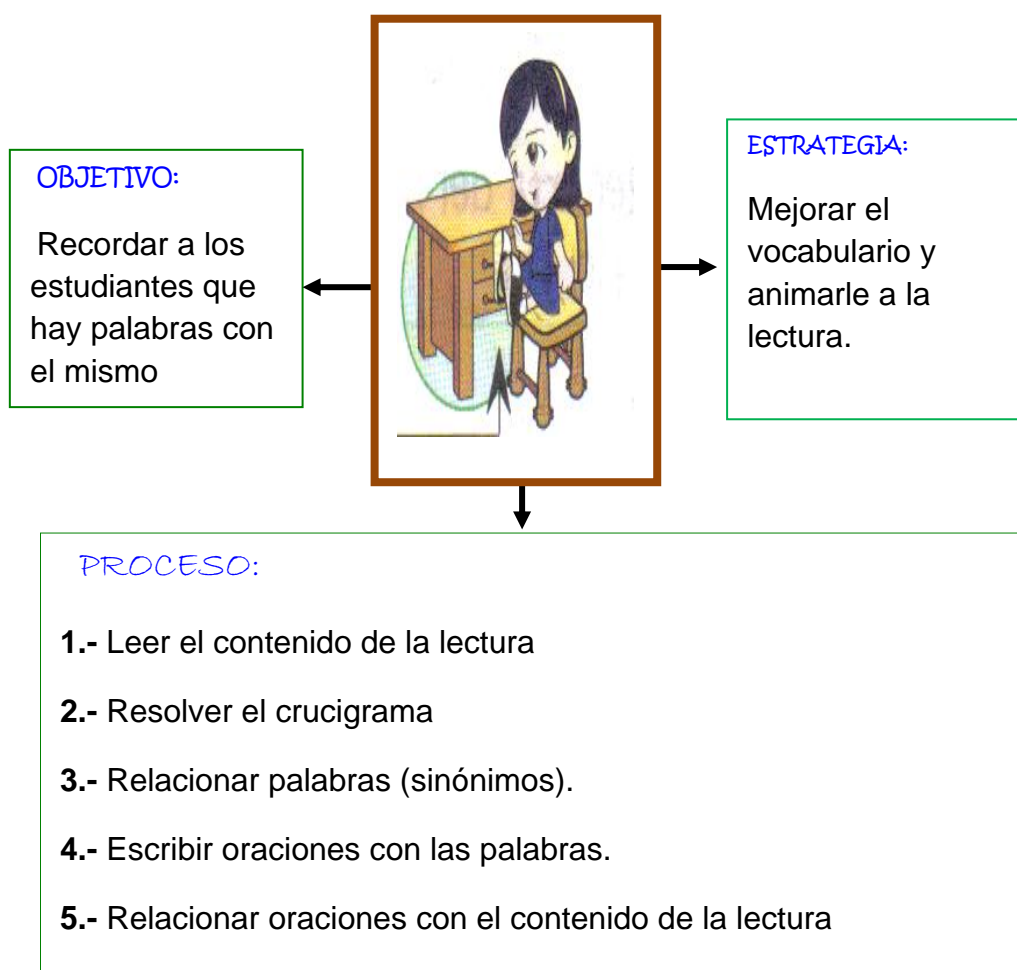 OBJETIVO:
Recordar a los
estudiantes que
hay palabras con
el mismo
ESTRATEGIA:
Mejorar el
vocabulario y
animarle a la
lectura.
PROCESO:
1.- Leer el contenido de la lectura
2.- Resolver el crucigrama
3.- Relacionar palabras (sinónimos).
4.- Escribir oraciones con las palabras.
5.- Relacionar oraciones con el contenido de la lectura